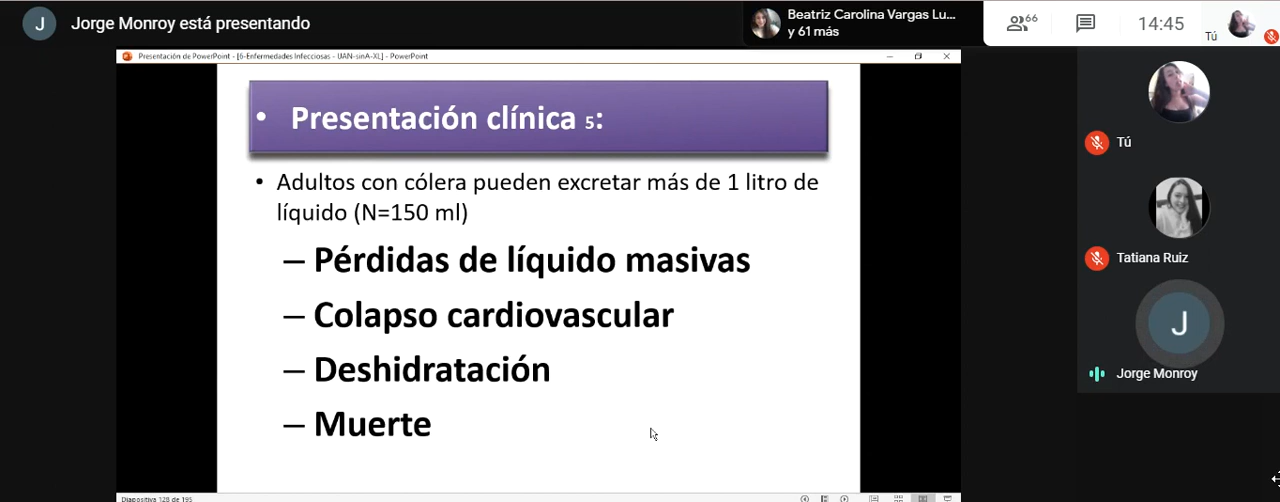 J Jorge Monroy está presentando
Beatriz Carolina Vargas Lu...
y 61 más
66
14:45
Tú
Presentación de PowerPoint - [6-Enfermedades Infecciosas - UAN-sinA-XL] - PowerPoint
• Presentación clínica 5:
• Adultos con cólera pueden excretar más de 1 litro de
líquido (N=150 ml)
– Pérdidas de líquido masivas
– Colapso cardiovascular
– Deshidratación
– Muerte
Diapositiva 128 de 195
Tú
Tatiana Ruiz
J
Jorge Monroy